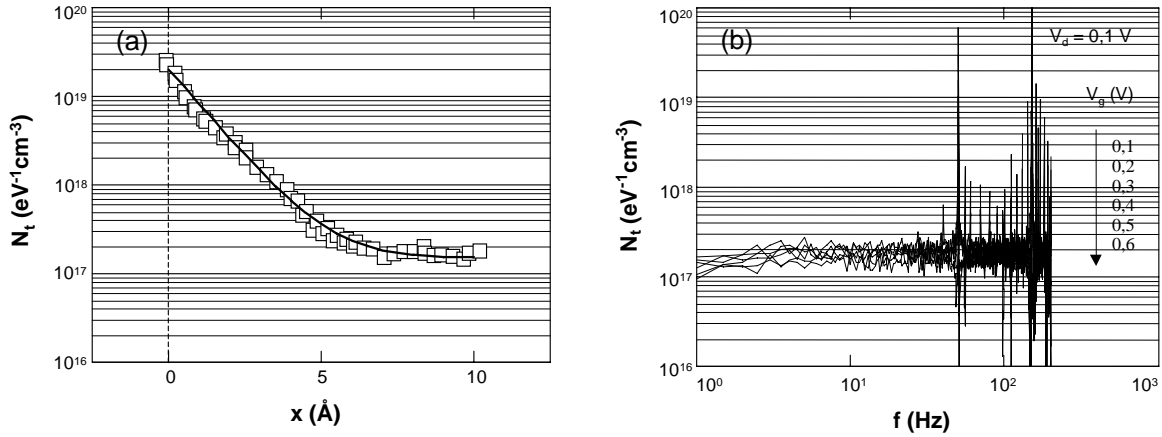 (a)
N_t (eV^-1cm^-3)
10^20
10^19
10^18
10^17
10^16
0
5
10
x (Å)
(b)
N_t (eV^-1cm^-3)
10^20
10^19
10^18
10^17
10^16
V_d = 0,1 V
V_g (V)
0,1
0,2
0,3
0,4
0,5
0,6
10^0
10^1
10^2
10^3
f (Hz)